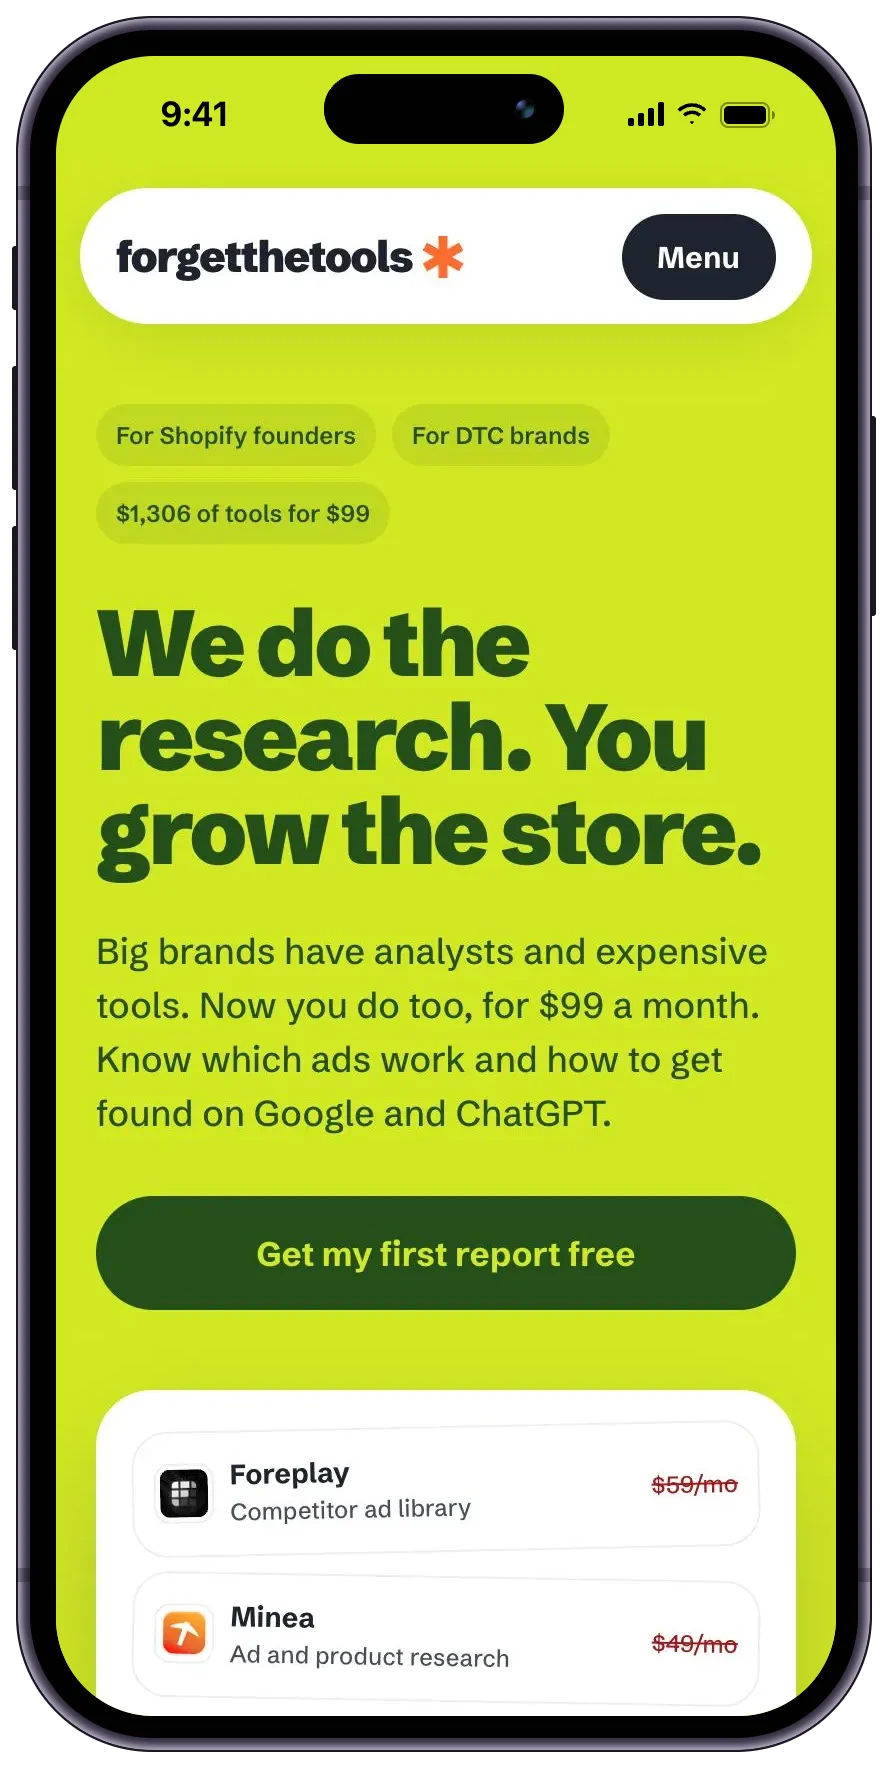 9:41
forgetthetools
Menu
For Shopify founders
For DTC brands
$1,306 of tools for $99
We do the
research. You
grow the store.
Big brands have analysts and expensive
tools. Now you do too, for $99 a month.
Know which ads work and how to get
found on Google and ChatGPT.
Get my first report free
Foreplay
Competitor ad library
$59/mo
Minea
Ad and product research
$49/mo